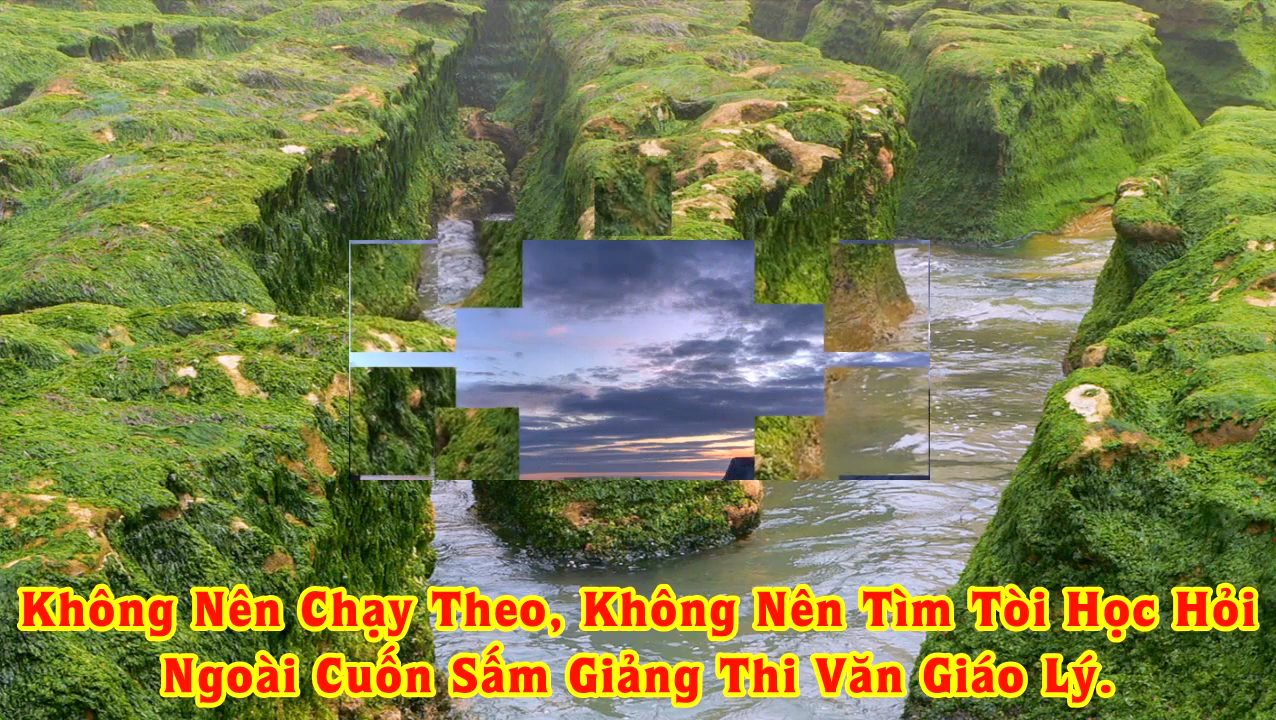 Không Nên Chạy Theo, Không Nên Tìm Tòi Học Hỏi
Ngoài Cuốn Sấm Giảng Thi Văn Giáo Lý.